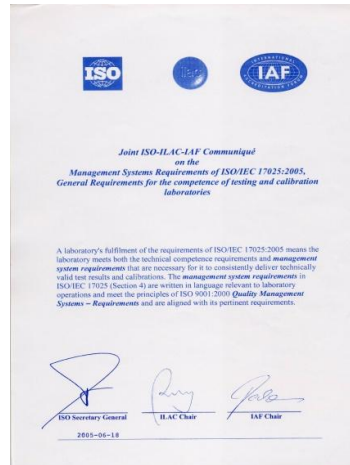 ISO
ilac
INTERNATIONAL
IAF
ACCREDITATION FORUM
Joint ISO-ILAC-IAF Communiqué
on the
Management Systems Requirements of ISO/IEC 17025:2005,
General Requirements for the competence of testing and calibration
laboratories
A laboratory's fulfilment of the requirements of ISO/IEC 17025:2005 means the
laboratory meets both the technical competence requirements and management
system requirements that are necessary for it to consistently deliver technically
valid test results and calibrations. The management system requirements in
ISO/IEC 17025 (Section 4) are written in language relevant to laboratory
operations and meet the principles of ISO 9001:2000 Quality Management
Systems – Requirements and are aligned with its pertinent requirements.
ISO Secretary General ILAC Chair IAF Chair
2005-06-18